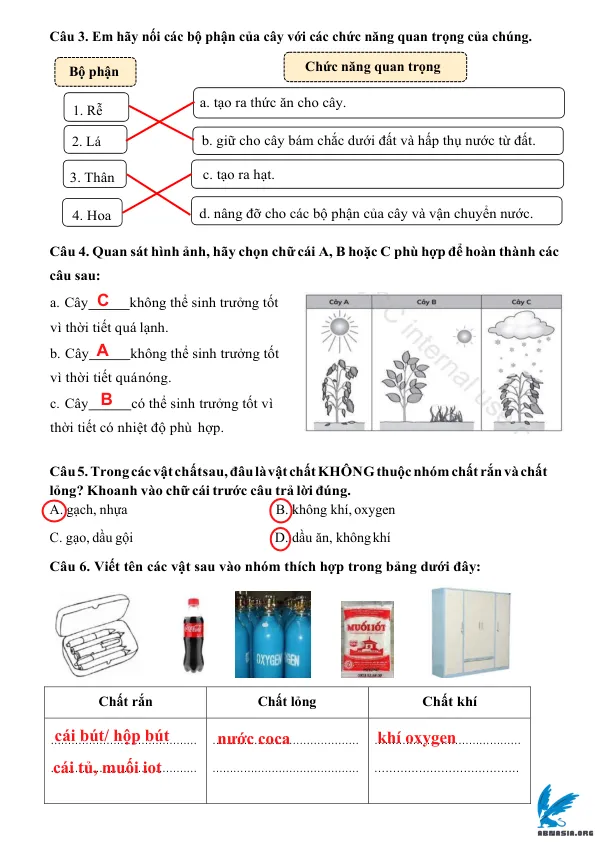 Câu 3. Em hãy nối các bộ phận của cây với các chức năng quan trọng của chúng.
Bộ phận
Chức năng quan trọng
1. Rễ
a. tạo ra thức ăn cho cây.
2. Lá
b. giữ cho cây bám chắc dưới đất và hấp thụ nước từ đất.
3. Thân
c. tạo ra hạt.
4. Hoa
d. nâng đỡ cho các bộ phận của cây và vận chuyển nước.
Câu 4. Quan sát hình ảnh, hãy chọn chữ cái A, B hoặc C phù hợp để hoàn thành các
câu sau:
a. Cây C không thể sinh trưởng tốt
vì thời tiết quá lạnh.
b. Cây A không thể sinh trưởng tốt
vì thời tiết quá nóng.
c. Cây B có thể sinh trưởng tốt vì
thời tiết có nhiệt độ phù hợp.
Cây A
Cây B
Cây C
C internal us
Câu 5. Trong các vật chất sau, đâu là vật chất KHÔNG thuộc nhóm chất rắn và chất
lỏng? Khoanh vào chữ cái trước câu trả lời đúng.
A. gạch, nhựa
B. không khí, oxygen
C. gạo, dầu gội
D. dầu ăn, không khí
Câu 6. Viết tên các vật sau vào nhóm thích hợp trong bảng dưới đây:
Coca-Cola
OXYGEN
GEN
MUỐI IỐT
Chất rắn
Chất lỏng
Chất khí
cái bút/ hộp bút
nước coca
khí oxygen
cái tủ, muối iot
ABNASIA.ORG